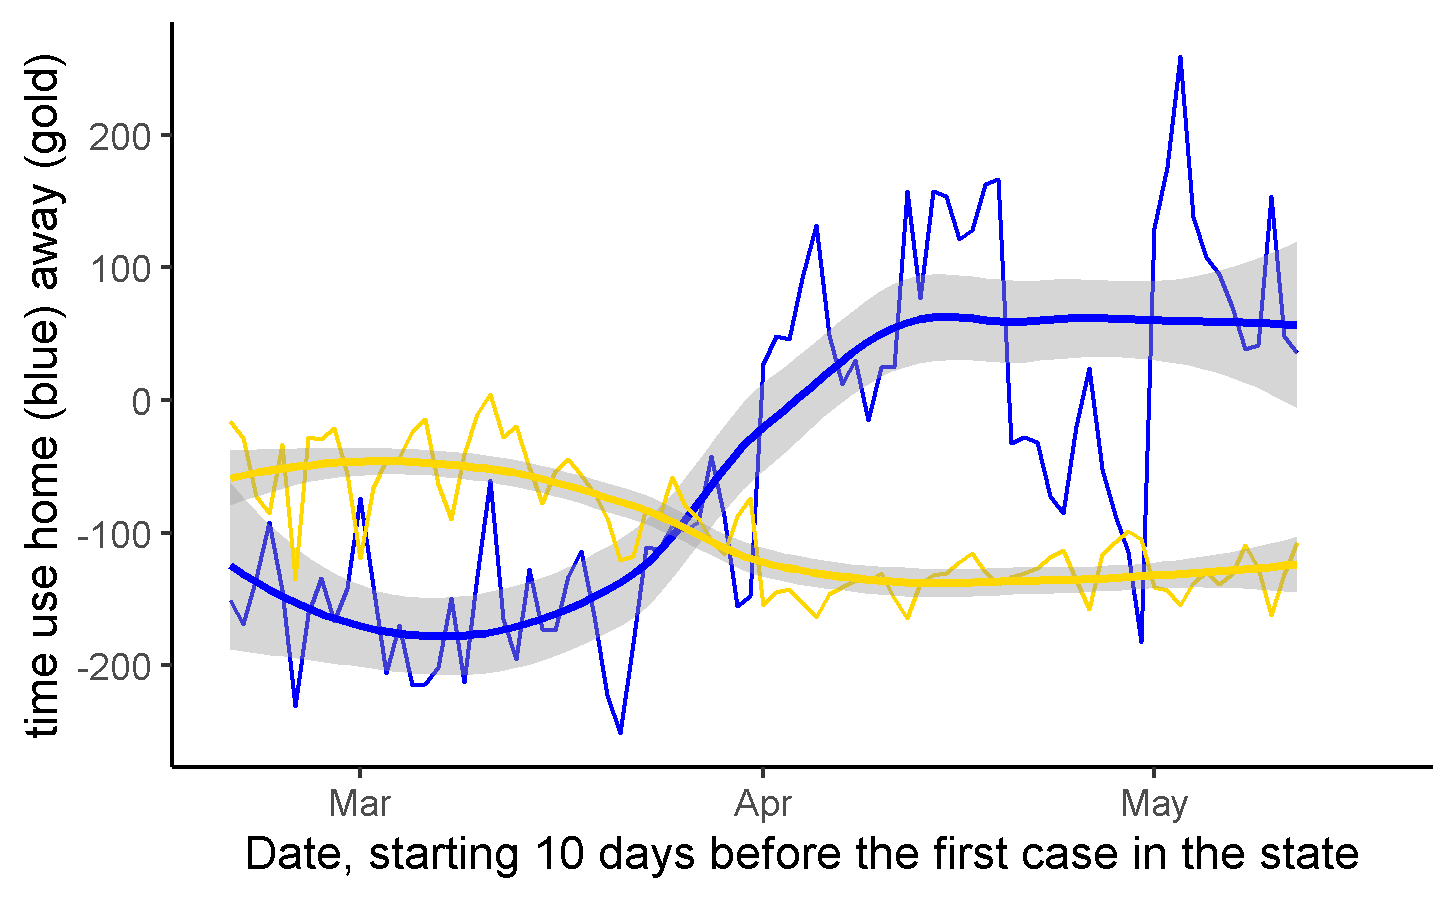 time use home (blue) away (gold)
200
100
0
-100
-200
Mar
Apr
May
Date, starting 10 days before the first case in the state